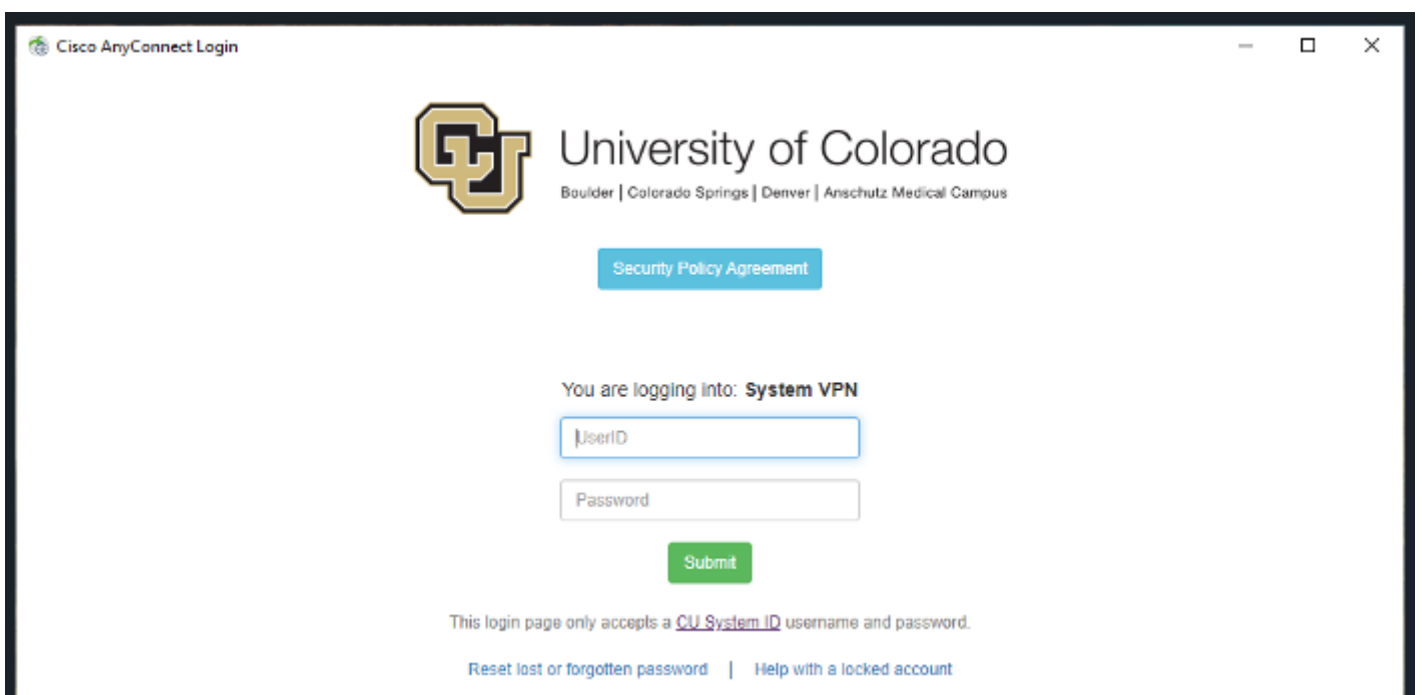 Cisco AnyConnect Login
CU
University of Colorado
Boulder | Colorado Springs | Denver | Anschutz Medical Campus
Security Policy Agreement
You are logging into: System VPN
UserID
Password
Submit
This login page only accepts a CU System ID username and password.
Reset lost or forgotten password | Help with a locked account